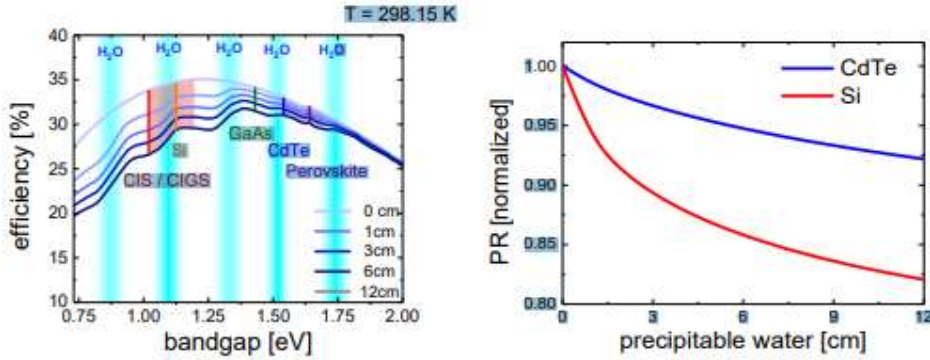 T = 298.15 K
efficiency [%]
40
35
30
25
20
15
10
H₂O H₂O H₂O H₂O H₂O
Si
GaAs
CdTe
CIS / CIGS
Perovskite
0 cm
1cm
3cm
6cm
12cm
0.75 1.00 1.25 1.50 1.75 2.00
bandgap [eV]
PR [normalized]
1.00
0.95
0.90
0.85
0.80
CdTe
Si
0 3 6 9 12
precipitable water [cm]